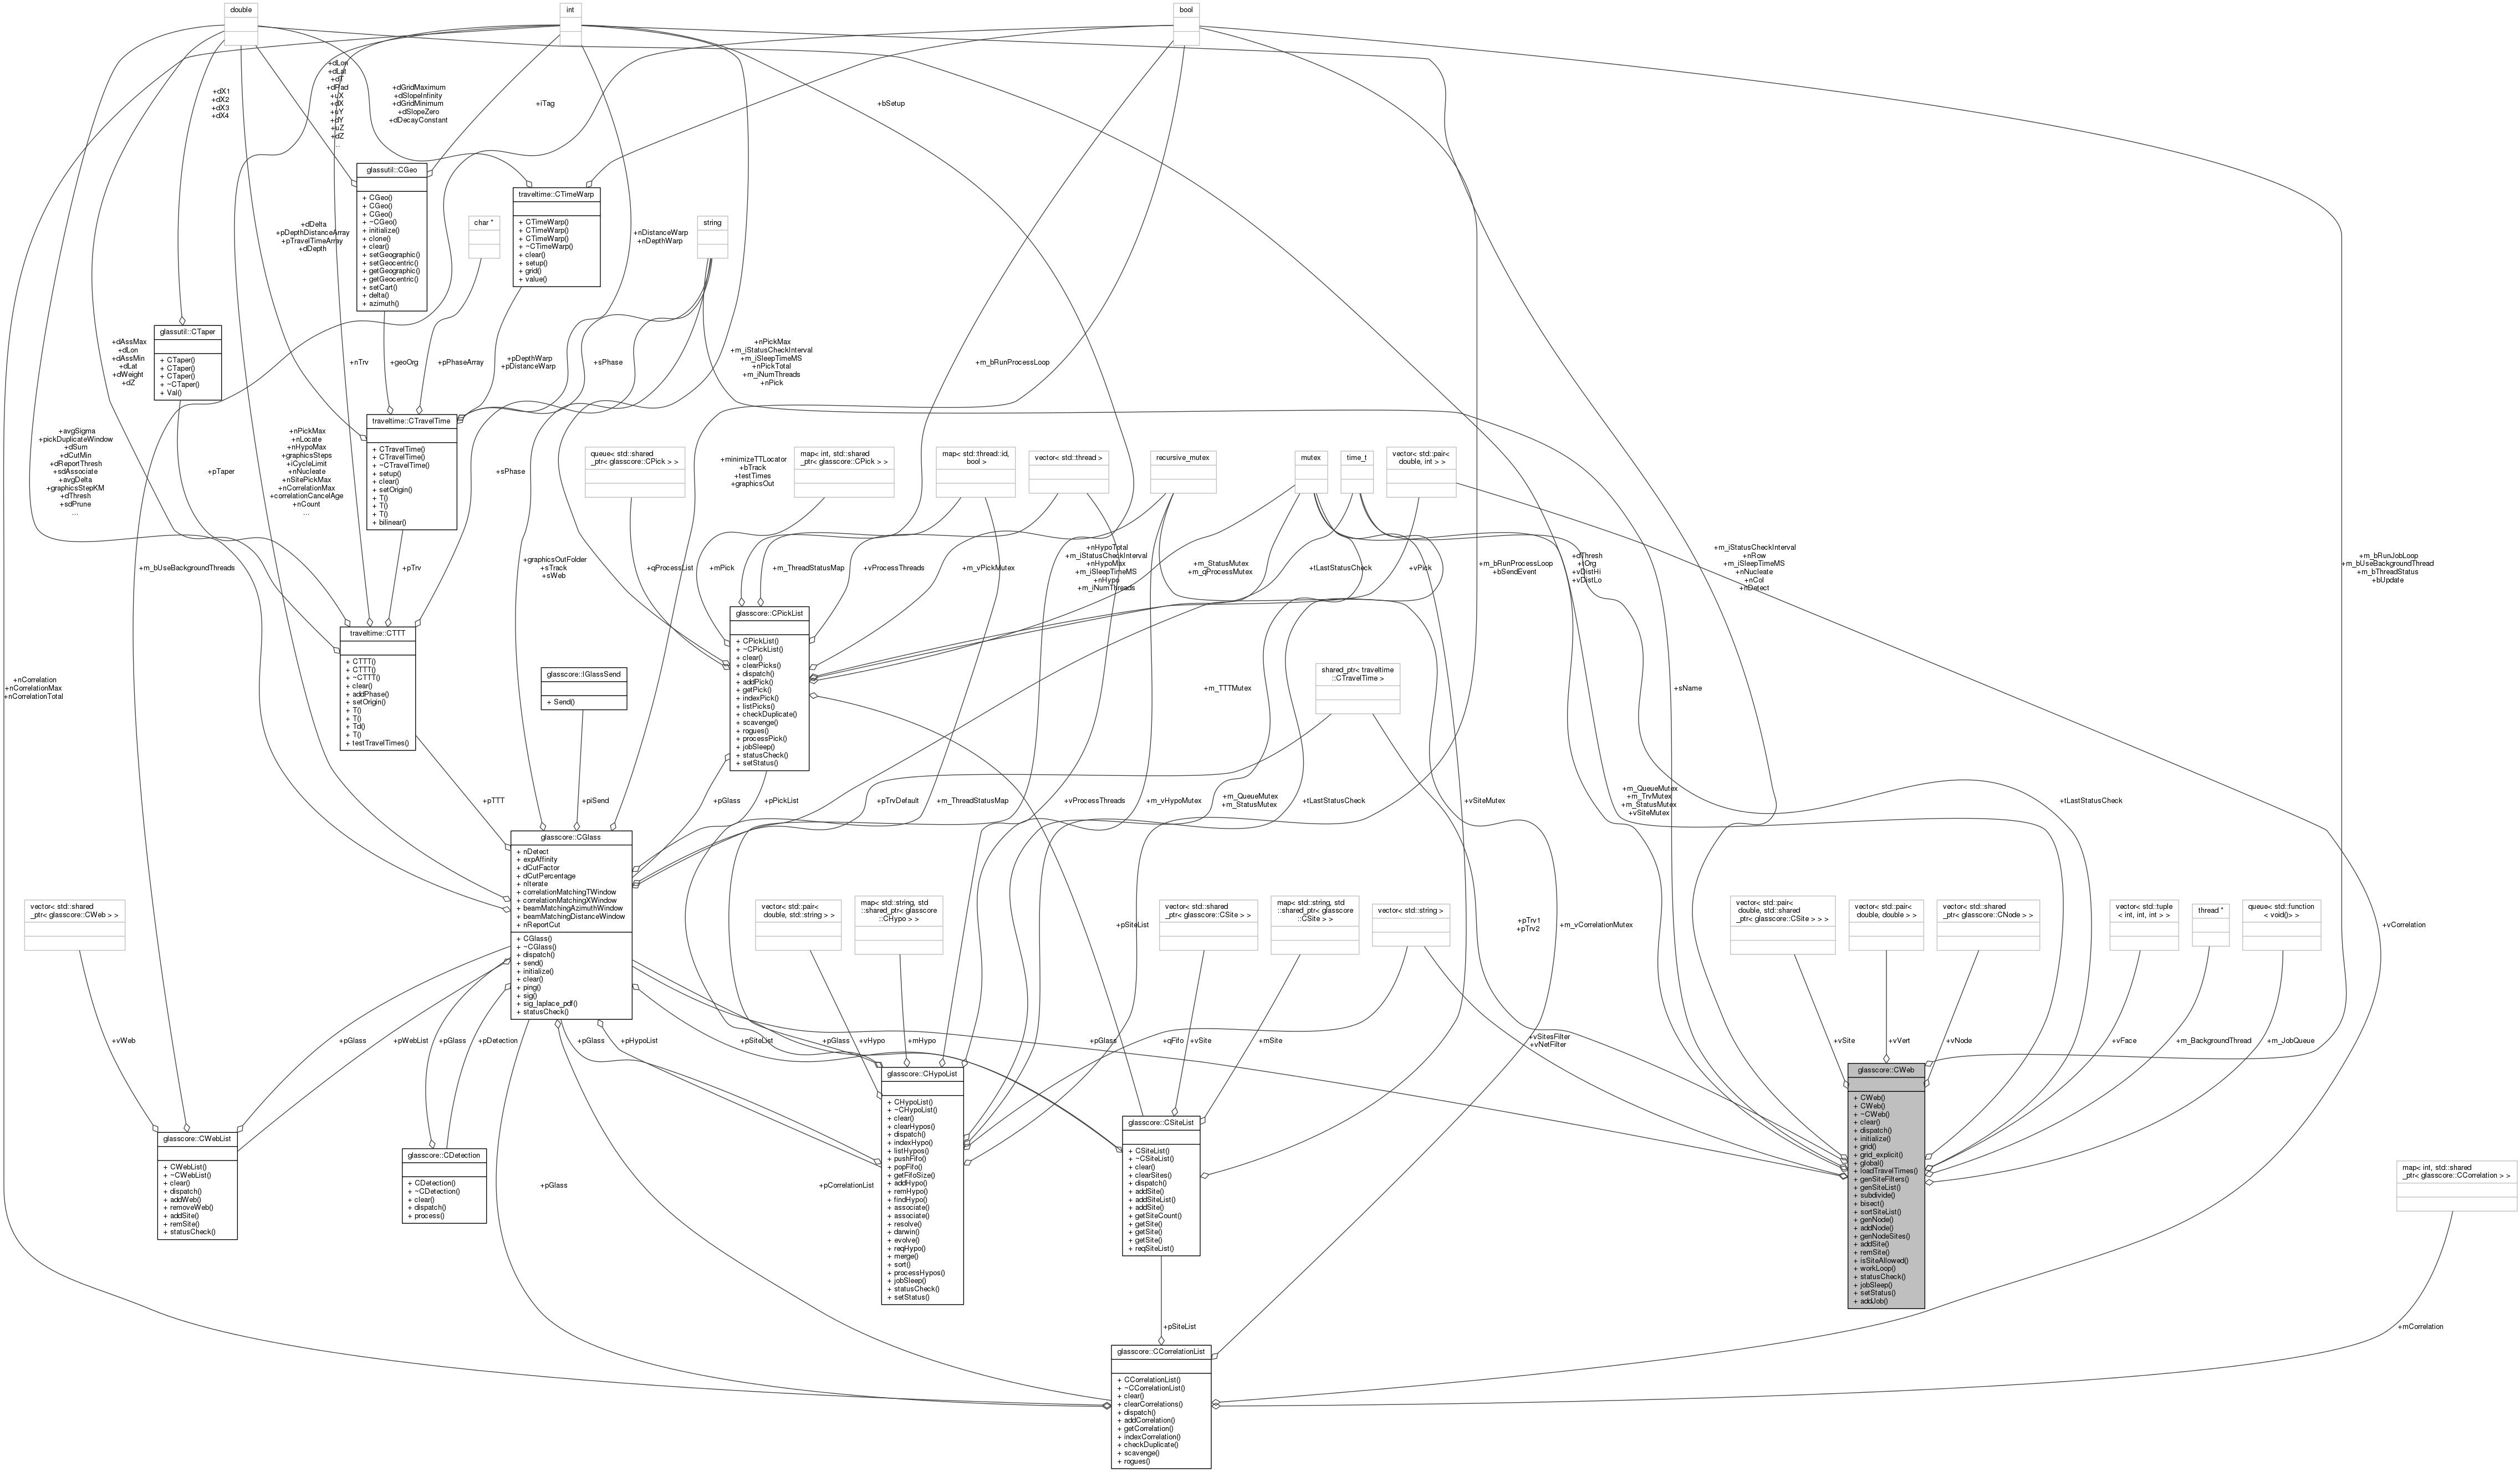 double
int
bool
+dX1
+dX2
+dX3
+dX4
+dLon
+dLat
+dT
+dRad
+uX
+dX
+uY
+dY
+uZ
+dZ
...
+dGridMaximum
+dSlopeInfinity
+dGridMinimum
+dSlopeZero
+dDecayConstant
+iTag
+bSetup
glassutil::CGeo
+ CGeo()
+ CGeo()
+ CGeo()
+ ~CGeo()
+ initialize()
+ clone()
+ clear()
+ setGeographic()
+ setGeocentric()
+ getGeographic()
+ getGeocentric()
+ setCart()
+ delta()
+ azimuth()
traveltime::CTimeWarp
+ CTimeWarp()
+ CTimeWarp()
+ CTimeWarp()
+ ~CTimeWarp()
+ clear()
+ setup()
+ grid()
+ value()
char *
string
+dDelta
+pDepthDistanceArray
+pTravelTimeArray
+dDepth
+nDistanceWarp
+nDepthWarp
glassutil::CTaper
+ CTaper()
+ CTaper()
+ CTaper()
+ ~CTaper()
+ Val()
+dAssMax
+dLon
+dAssMin
+dLat
+dWeight
+dZ
+nTrv
+geoOrg
+pPhaseArray
+pDepthWarp
+pDistanceWarp
+sPhase
+nPickMax
+m_iStatusCheckInterval
+m_iSleepTimeMS
+nPickTotal
+m_iNumThreads
+nPick
+m_bRunProcessLoop
traveltime::CTravelTime
+ CTravelTime()
+ CTravelTime()
+ ~CTravelTime()
+ setup()
+ clear()
+ setOrigin()
+ T()
+ T()
+ T()
+ bilinear()
+avgSigma
+pickDuplicateWindow
+dSum
+dCutMin
+dReportThresh
+sdAssociate
+avgDelta
+graphicsStepKM
+dThresh
+sdPrune
...
+pTaper
+nPickMax
+nLocate
+nHypoMax
+graphicsSteps
+iCycleLimit
+nNucleate
+nSitePickMax
+nCorrelationMax
+correlationCancelAge
+nCount
...
+sPhase
queue< std::shared
_ptr< glasscore::CPick > >
+minimizeTTLocator
+bTrack
+testTimes
+graphicsOut
map< int, std::shared
_ptr< glasscore::CPick > >
map< std::thread::id,
bool >
vector< std::thread >
recursive_mutex
mutex
time_t
vector< std::pair<
double, int > >
+m_bUseBackgroundThreads
+pTrv
+graphicsOutFolder
+sTrack
+sWeb
+qProcessList
+mPick
+m_ThreadStatusMap
+vProcessThreads
+m_vPickMutex
+nHypoTotal
+m_iStatusCheckInterval
+nHypoMax
+m_iSleepTimeMS
+nHypo
+m_iNumThreads
+m_StatusMutex
+m_qProcessMutex
+tLastStatusCheck
+vPick
+m_bRunProcessLoop
+bSendEvent
+dThresh
+tOrg
+vDistHi
+vDistLo
+m_iStatusCheckInterval
+nRow
+m_iSleepTimeMS
+nNucleate
+nCol
+nDetect
+m_bRunJobLoop
+m_bUseBackgroundThread
+m_bThreadStatus
+bUpdate
traveltime::CTTT
+ CTTT()
+ CTTT()
+ ~CTTT()
+ clear()
+ addPhase()
+ setOrigin()
+ T()
+ T()
+ Td()
+ T()
+ testTravelTimes()
glasscore::CPickList
+ CPickList()
+ ~CPickList()
+ clear()
+ clearPicks()
+ dispatch()
+ addPick()
+ getPick()
+ indexPick()
+ listPicks()
+ checkDuplicate()
+ scavenge()
+ rogues()
+ processPick()
+ jobSleep()
+ statusCheck()
+ setStatus()
glasscore::IGlassSend
+ Send()
shared_ptr< traveltime
::CTravelTime >
+nCorrelation
+nCorrelationMax
+nCorrelationTotal
+m_TTTMutex
+sName
+pTTT
+piSend
+pGlass
+pPickList
+pTrvDefault
+m_ThreadStatusMap
+vProcessThreads
+m_vHypoMutex
+m_QueueMutex
+m_StatusMutex
+tLastStatusCheck
+vSiteMutex
+m_QueueMutex
+m_TrvMutex
+m_StatusMutex
+vSiteMutex
+tLastStatusCheck
glasscore::CGlass
+ nDetect
+ expAffinity
+ dCutFactor
+ dCutPercentage
+ nIterate
+ correlationMatchingTWindow
+ correlationMatchingXWindow
+ beamMatchingAzimuthWindow
+ beamMatchingDistanceWindow
+ nReportCut
+ CGlass()
+ ~CGlass()
+ dispatch()
+ send()
+ initialize()
+ clear()
+ ping()
+ sig()
+ sig_laplace_pdf()
+ statusCheck()
vector< std::shared
_ptr< glasscore::CWeb > >
vector< std::pair<
double, std::string > >
map< std::string, std
::shared_ptr< glasscore
::CHypo > >
vector< std::shared
_ptr< glasscore::CSite > >
map< std::string, std
::shared_ptr< glasscore
::CSite > >
vector< std::string >
vector< std::pair<
double, std::shared
_ptr< glasscore::CSite > > >
vector< std::pair<
double, double > >
vector< std::shared
_ptr< glasscore::CNode > >
vector< std::tuple
< int, int, int > >
thread *
queue< std::function
< void()> >
+pSiteList
+pTrv1
+pTrv2
+m_vCorrelationMutex
+vCorrelation
+vWeb
+pGlass
+pWebList
+pGlass
+pDetection
+pGlass
+pHypoList
+pSiteList
+pGlass
+vHypo
+mHypo
+pGlass
+qFifo
+vSite
+mSite
+vSitesFilter
+vNetFilter
+vSite
+vVert
+vNode
+vFace
+m_BackgroundThread
+m_JobQueue
glasscore::CWebList
+ CWebList()
+ ~CWebList()
+ clear()
+ dispatch()
+ addWeb()
+ removeWeb()
+ addSite()
+ remSite()
+ statusCheck()
glasscore::CDetection
+ CDetection()
+ ~CDetection()
+ clear()
+ dispatch()
+ process()
+pGlass
+pCorrelationList
glasscore::CHypoList
+ CHypoList()
+ ~CHypoList()
+ clear()
+ clearHypos()
+ dispatch()
+ indexHypo()
+ listHypos()
+ pushFifo()
+ popFifo()
+ getFifoSize()
+ addHypo()
+ remHypo()
+ findHypo()
+ associate()
+ associate()
+ resolve()
+ darwin()
+ evolve()
+ reqHypo()
+ merge()
+ sort()
+ processHypos()
+ jobSleep()
+ statusCheck()
+ setStatus()
glasscore::CSiteList
+ CSiteList()
+ ~CSiteList()
+ clear()
+ clearSites()
+ dispatch()
+ addSite()
+ addSiteList()
+ addSite()
+ getSiteCount()
+ getSite()
+ getSite()
+ getSite()
+ reqSiteList()
glasscore::CWeb
+ CWeb()
+ CWeb()
+ ~CWeb()
+ clear()
+ dispatch()
+ initialize()
+ grid()
+ grid_explicit()
+ global()
+ loadTravelTimes()
+ genSiteFilters()
+ genSiteList()
+ subdivide()
+ bisect()
+ sortSiteList()
+ genNode()
+ addNode()
+ genNodeSites()
+ addSite()
+ remSite()
+ isSiteAllowed()
+ workLoop()
+ statusCheck()
+ jobSleep()
+ setStatus()
+ addJob()
map< int, std::shared
_ptr< glasscore::CCorrelation > >
+pSiteList
+mCorrelation
glasscore::CCorrelationList
+ CCorrelationList()
+ ~CCorrelationList()
+ clear()
+ clearCorrelations()
+ dispatch()
+ addCorrelation()
+ getCorrelation()
+ indexCorrelation()
+ checkDuplicate()
+ scavenge()
+ rogues()